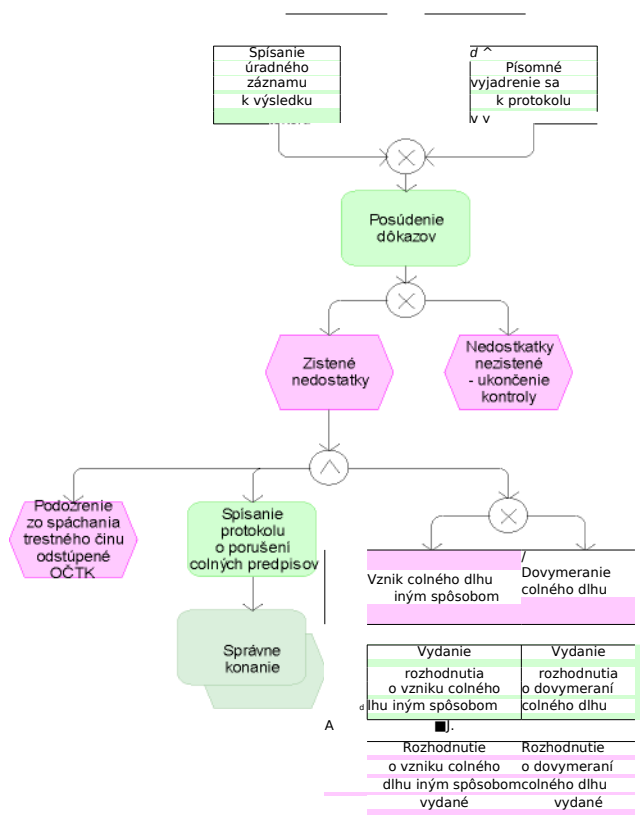 Spísanie
úradného
záznamu
k výsledku
d ^
Písomné
vyjadrenie sa
k protokolu
v v
Posúdenie
dôkazov
Zistené
nedostatky
Nedostkatky
nezistené
- ukončenie
kontroly
Podozrenie
zo spáchania
trestného činu
odstúpené
OČTK
Spísanie
protokolu
o porušení
colných predpisov
Správne
konanie
Vznik colného dlhu
iným spôsobom
/
Dovymeranie
colného dlhu
Vydanie
rozhodnutia
o vzniku colného
dlhu iným spôsobom
Vydanie
rozhodnutia
o dovymeraní
colného dlhu
A
■J.
Rozhodnutie
o vzniku colného
dlhu iným spôsobom
vydané
Rozhodnutie
o dovymeraní
colného dlhu
vydané